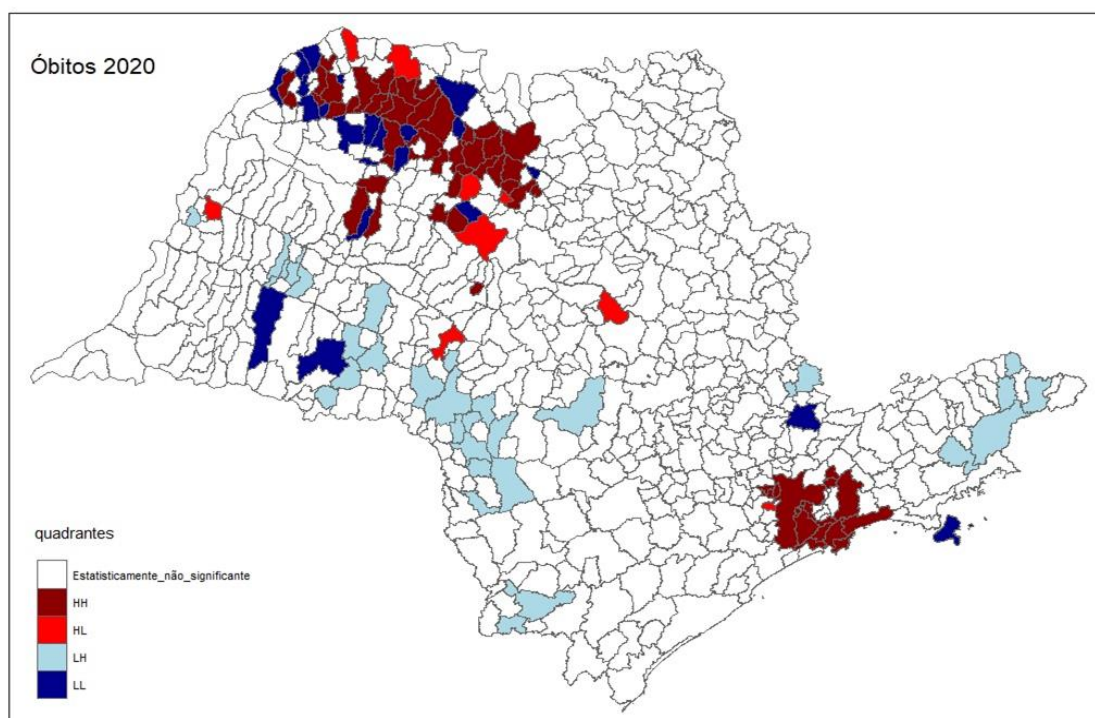 Óbitos 2020
quadrantes
Estatisticamente_não_significante
HH
HL
LH
LL